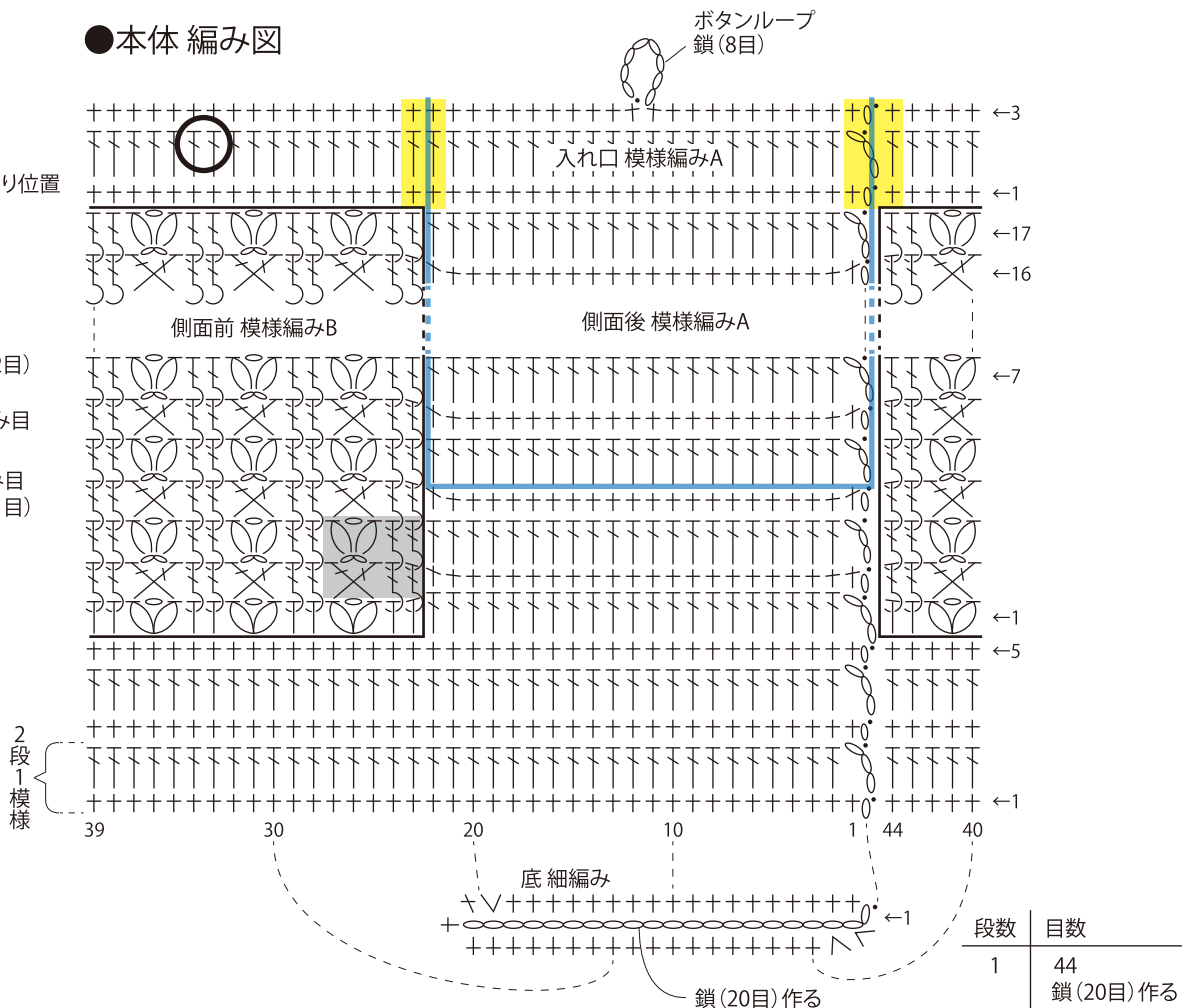 ●本体 編み図
ボタンループ
鎖(8目)
←3
入れ口 模様編みA
り位置
←1
←17
←16
側面前 模様編みB
側面後 模様編みA
目)
←7
み目
目
目)
←1
←5
2段1模様
←1
39 30 20 10 1 44 40
底 細編み
←1
段数 目数
1 44
鎖(20目)作る
鎖(20目)作る